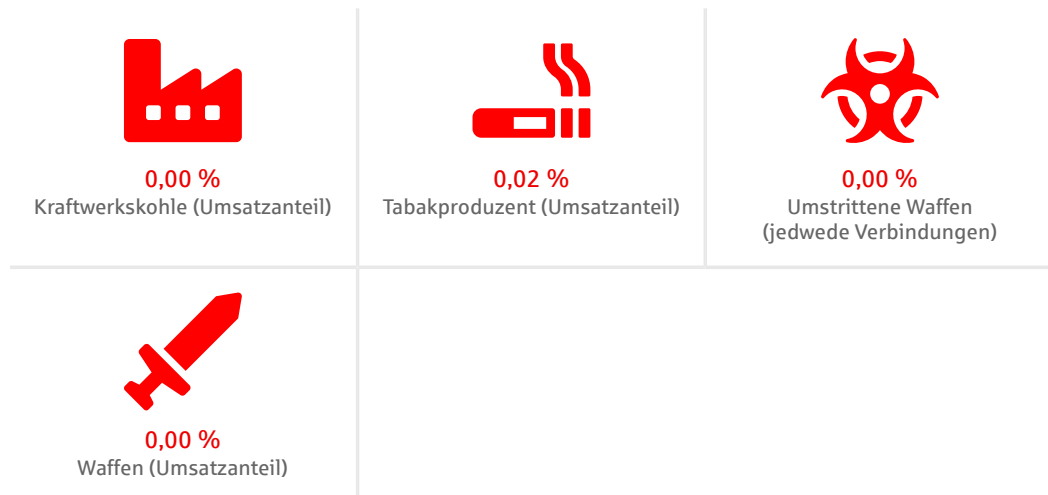 0,00 %
Kraftwerkskohle (Umsatzanteil)
0,02 %
Tabakproduzent (Umsatzanteil)
0,00 %
Umstrittene Waffen
(jedwede Verbindungen)
0,00 %
Waffen (Umsatzanteil)